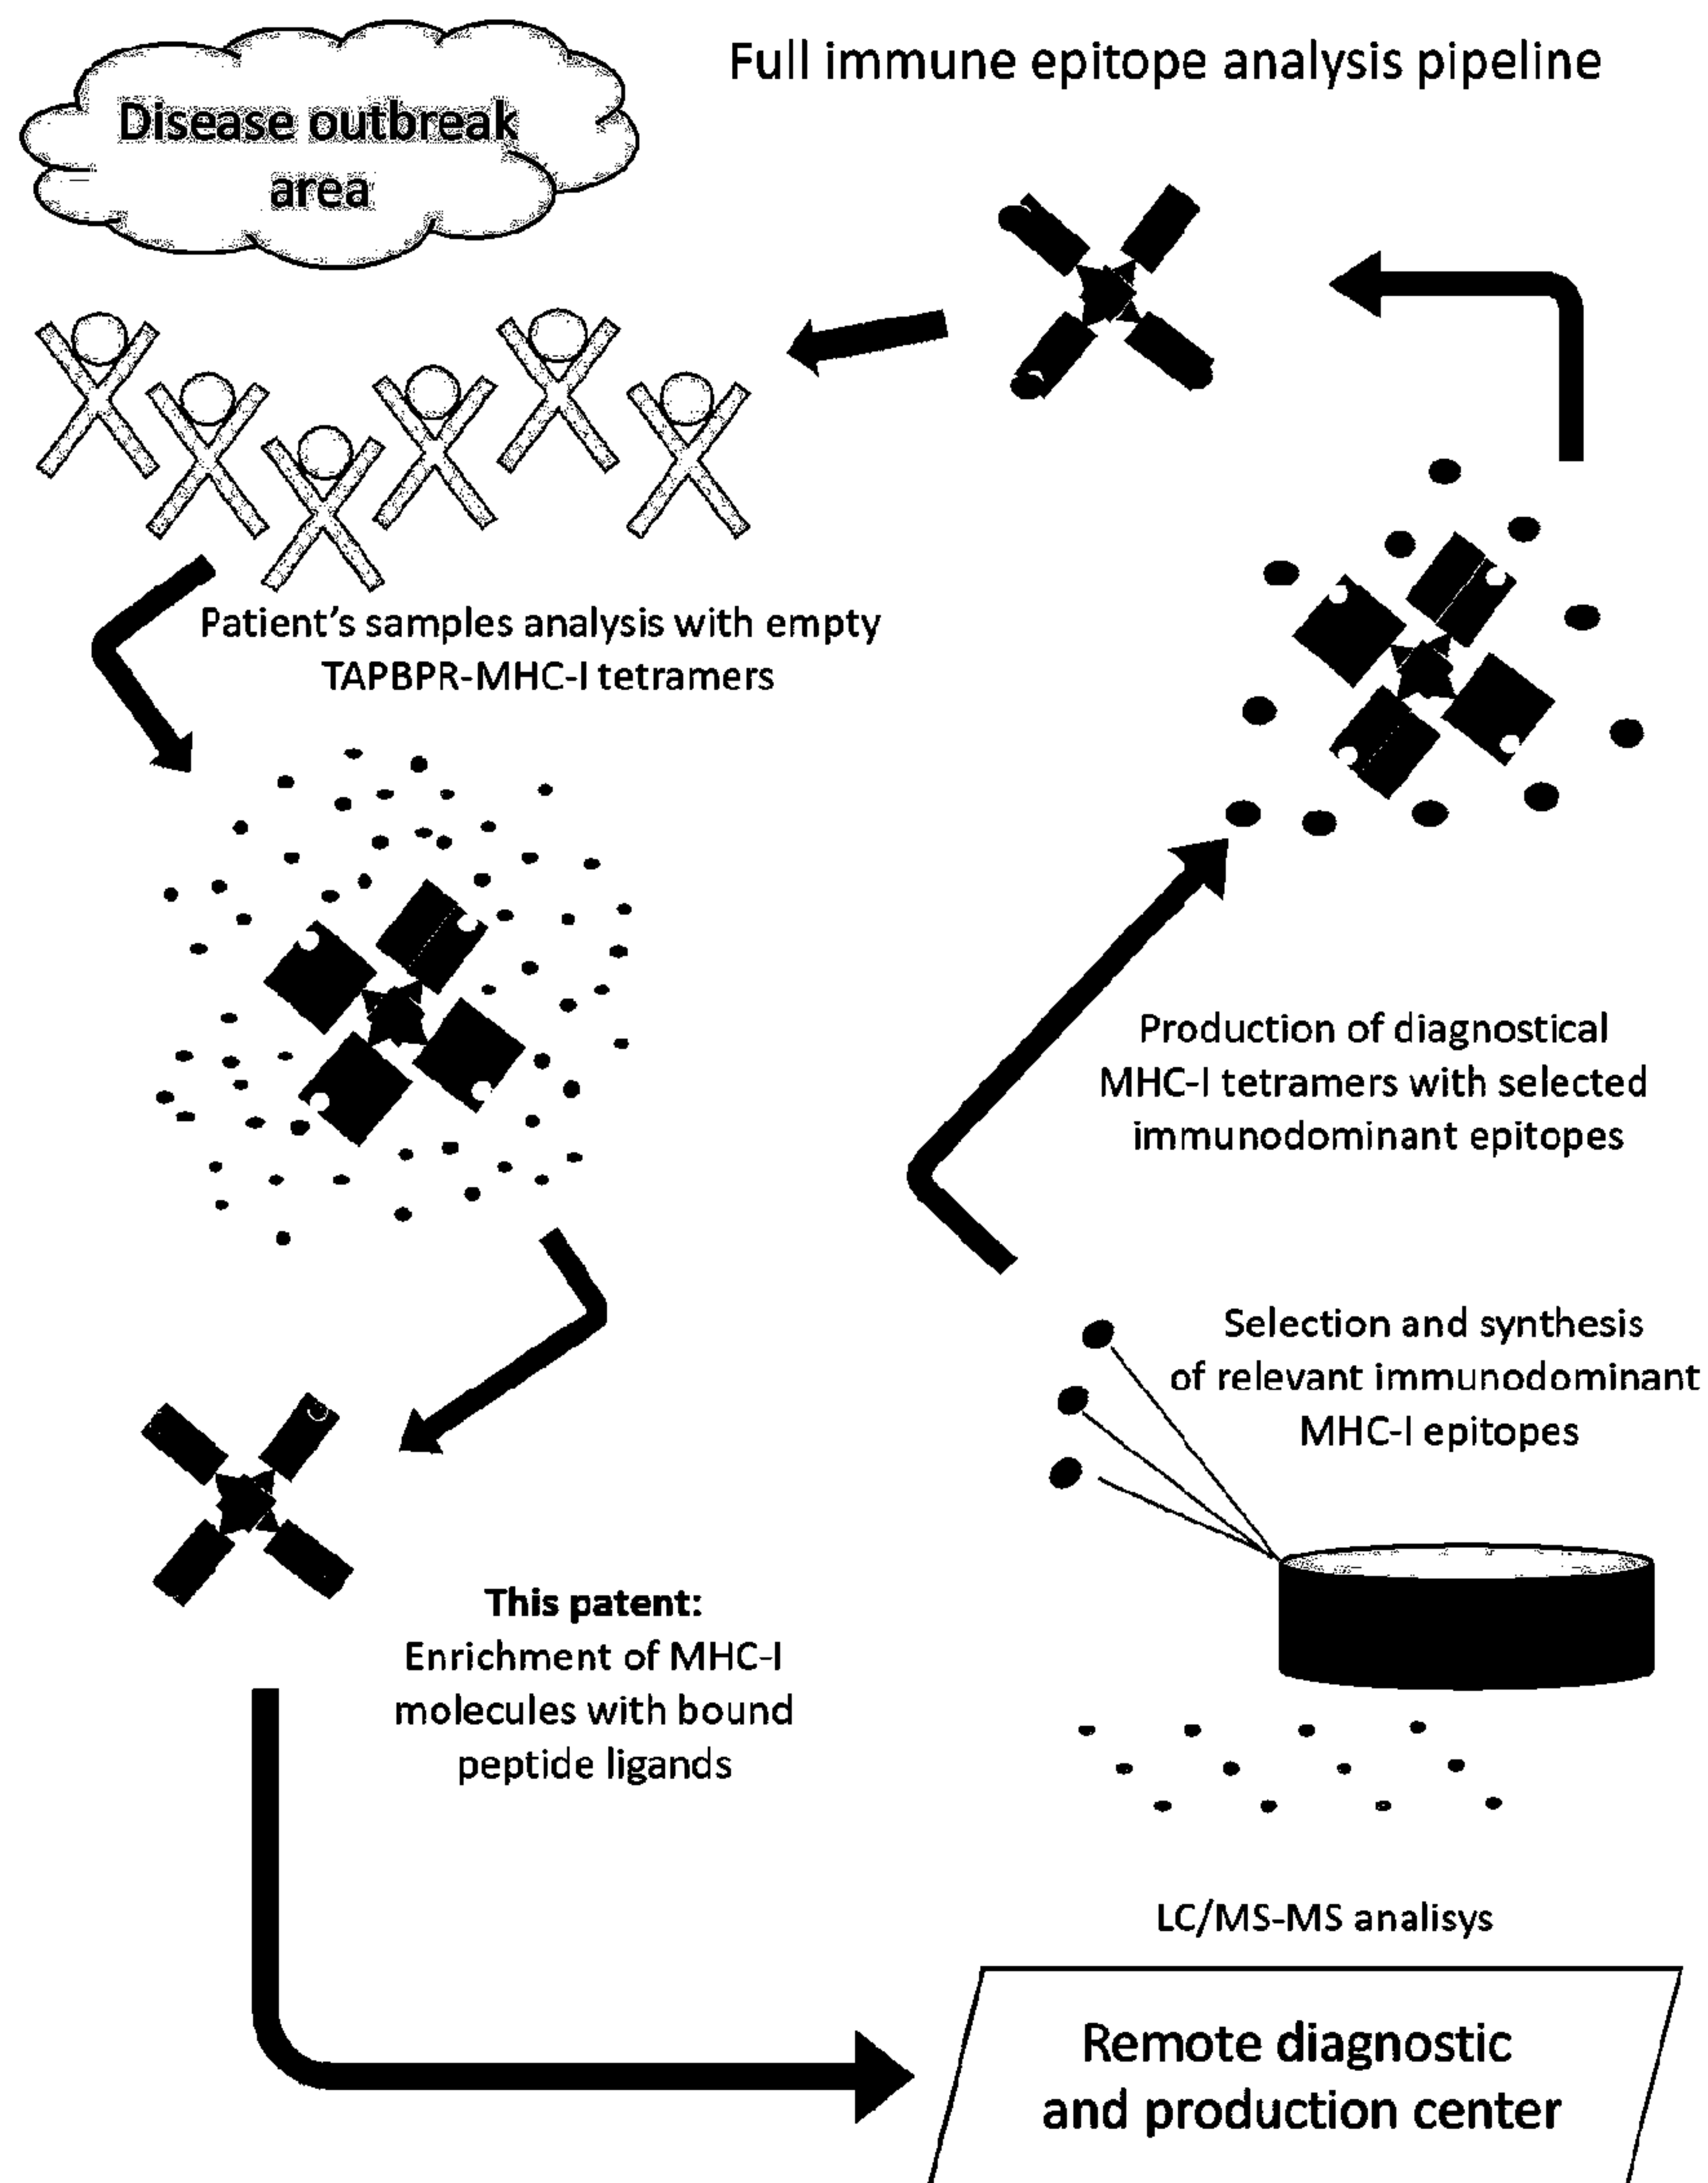 Full immune epitope analysis pipeline
Disease outbreak
area
Patient's samples analysis with empty
TAPBPR-MHC-I tetramers
Production of diagnostical
MHC-I tetramers with selected
immunodominant epitopes
Selection and synthesis
of relevant immunodominant
MHC-I epitopes
This patent:
Enrichment of MHC-I
molecules with bound
peptide ligands
LC/MS-MS analisys
Remote diagnostic
and production center